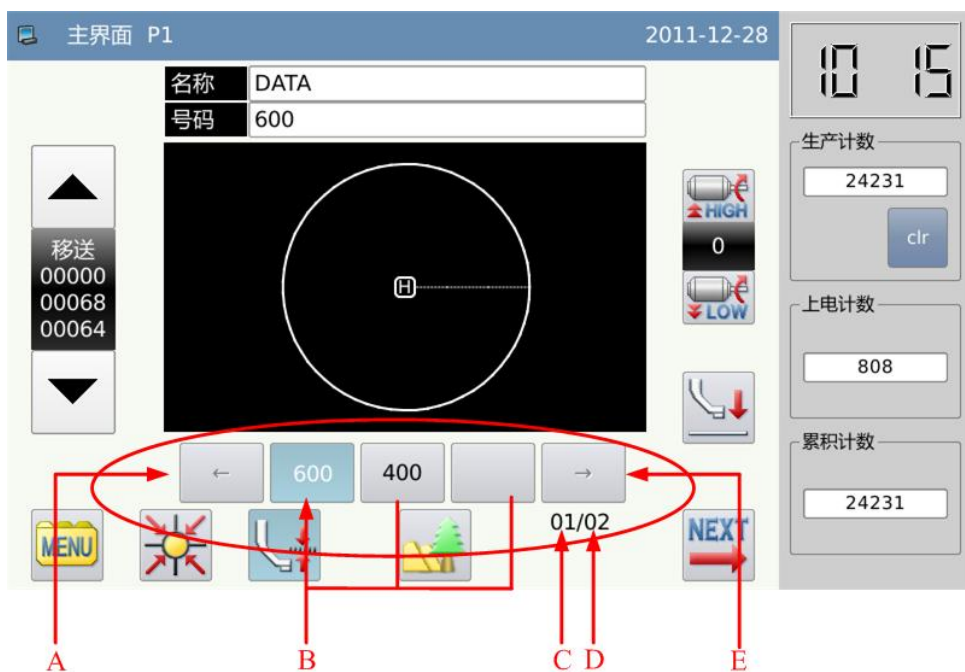 主界面 P1
2011-12-28
名称 DATA
号码 600
移送
00000
00068
00064
HIGH
0
LOW
H
← 600 400 →
01/02
MENU
NEXT
10 15
生产计数
24231
clr
上电计数
808
累积计数
24231
A B C D E